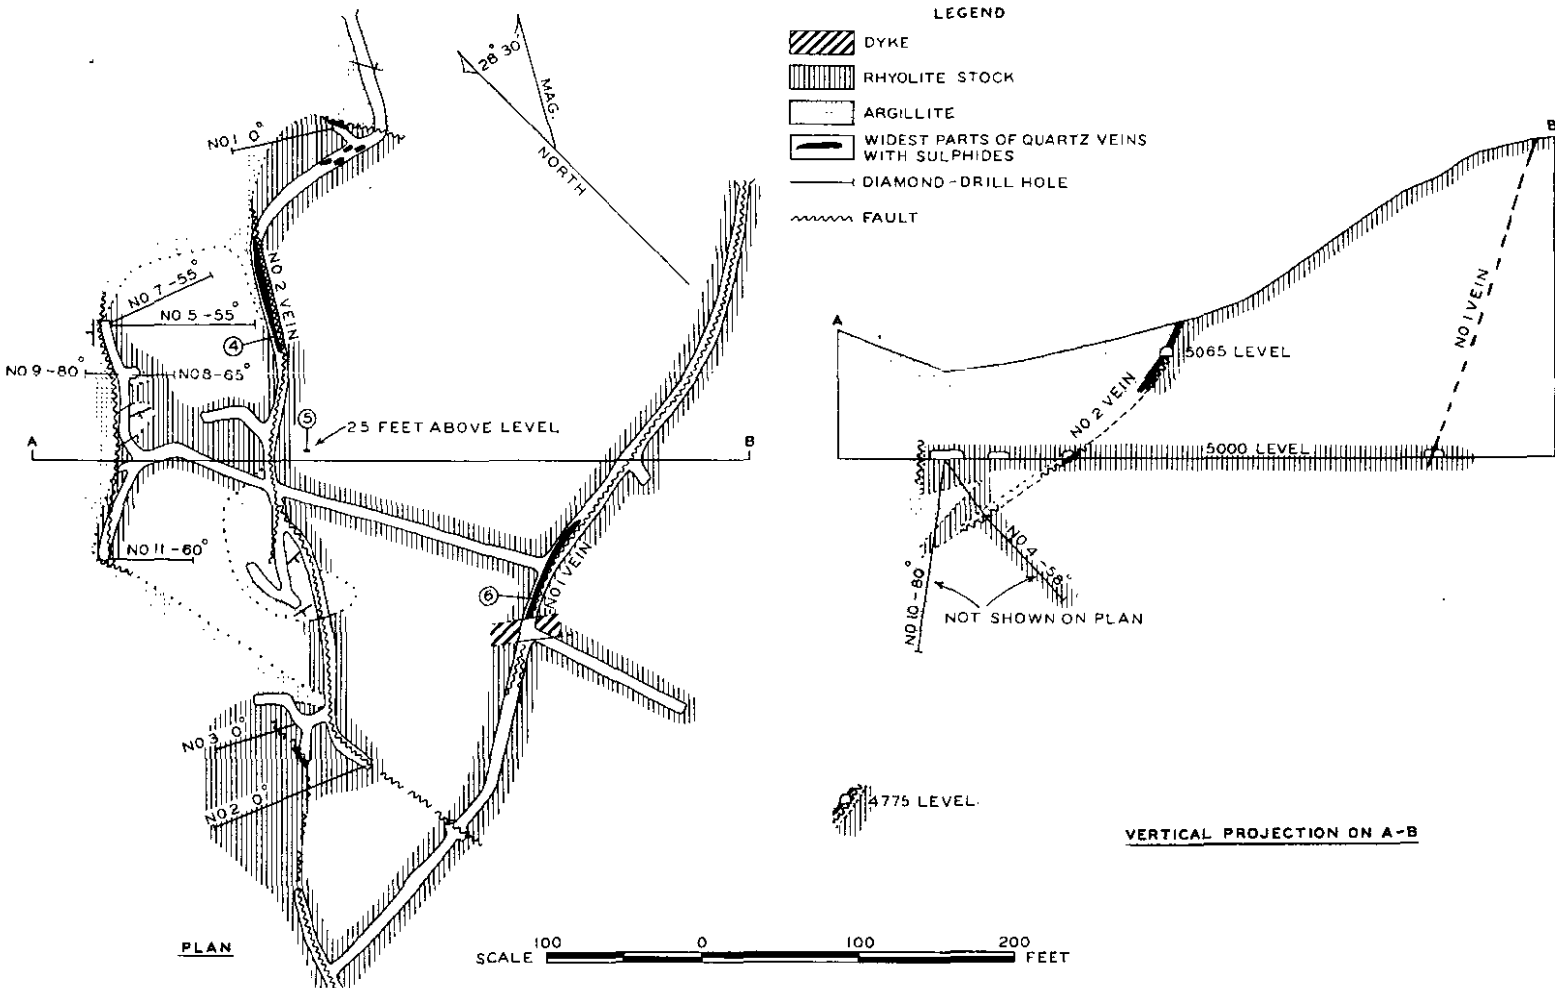 LEGEND
DYKE
RHYOLITE STOCK
ARGILLITE
WIDEST PARTS OF QUARTZ VEINS
WITH SULPHIDES
DIAMOND-DRILL HOLE
FAULT
28° 30'
MAG.
NORTH
NO 1 0°
NO. 2 VEIN
NO 7 -55°
NO 5 -55°
4
NO 9 -80°
NO 8 -65°
5
25 FEET ABOVE LEVEL
A
B
NO 11 -60°
6
NO 1 VEIN
NO 3 0°
NO 2 0°
PLAN
A
B
NO 1 VEIN
5065 LEVEL
NO 2 VEIN
5000 LEVEL
NO 4 -58°
NO 10 -80°
NOT SHOWN ON PLAN
4775 LEVEL
VERTICAL PROJECTION ON A-B
100 0 100 200
SCALE FEET